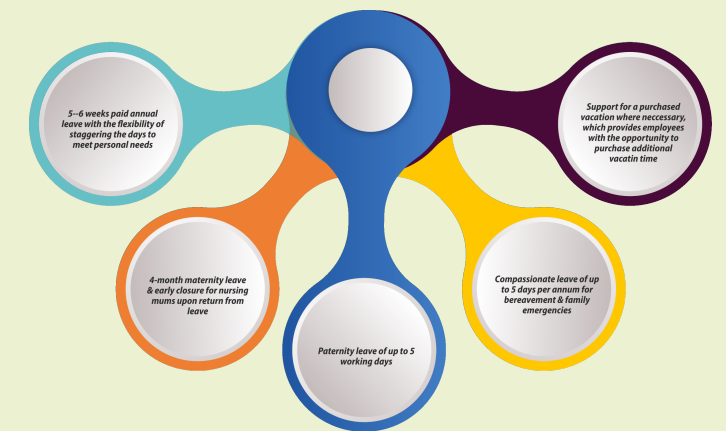 5--6 weeks paid annual
leave with the flexibility of
staggering the days to
meet personal needs
4-month maternity leave
& early closure for nursing
mums upon return from
leave
Paternity leave of up to 5
working days
Compassionate leave of up
to 5 days per annum for
bereavement & family
emergencies
Support for a purchased
vacation where neccessary,
which provides employees
with the opportunity to
purchase additional
vacatin time